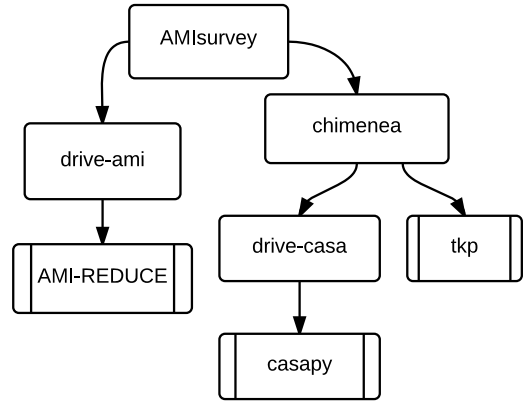 AMIsurvey
chimenea
drive-ami
drive-casa
tkp
AMI-REDUCE
casapy